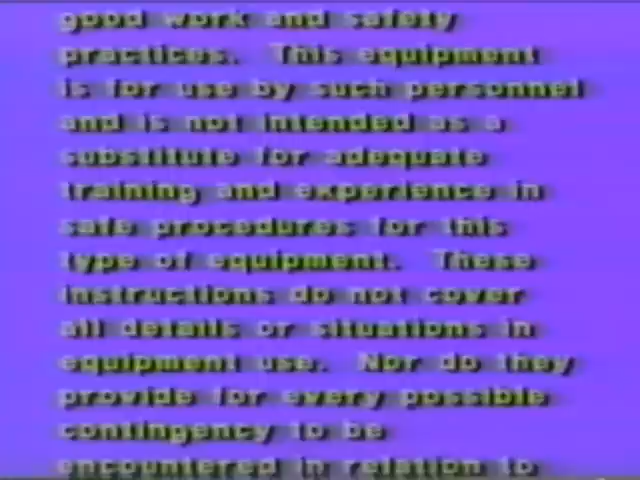 good work and safety
practices. This equipment
is for use by such personnel
and is not intended as a
substitute for adequate
training and experience in
safe procedures for this
type of equipment. These
instructions do not cover
all details or situations in
equipment use. Nor do they
provide for every possible
contingency to be
encountered in relation to